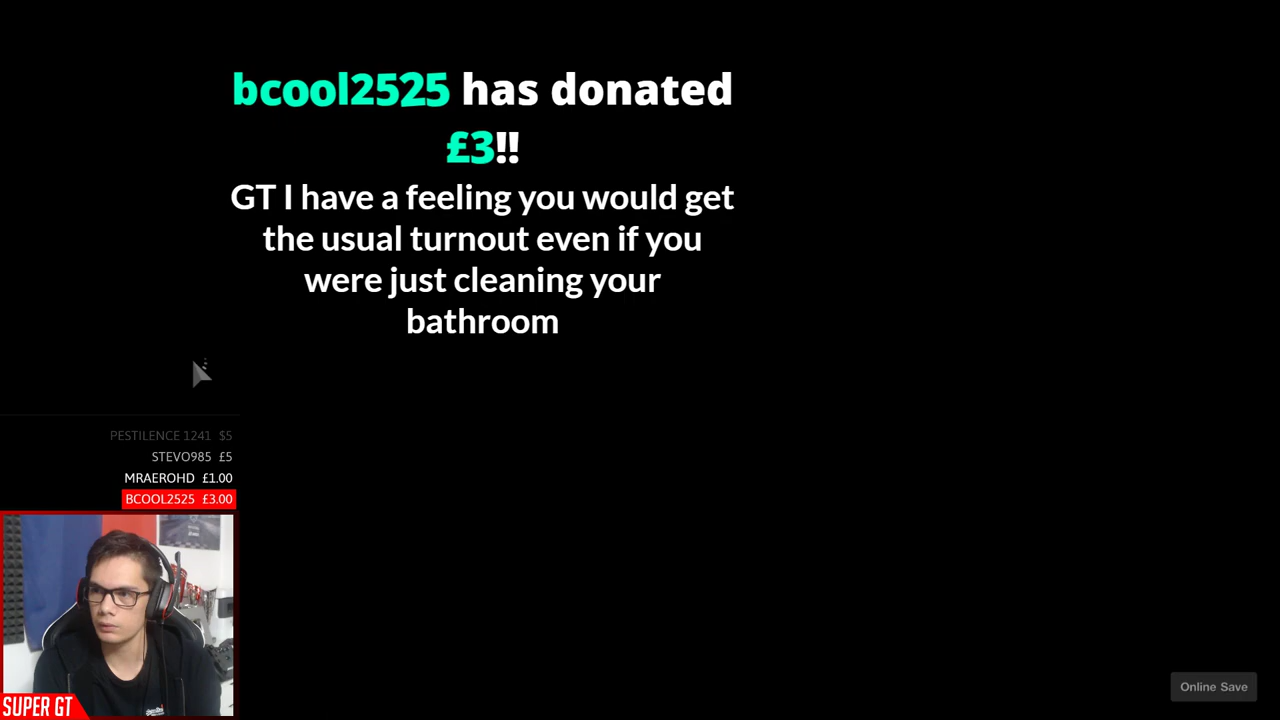 bcool2525 has donated
£3!!
GT I have a feeling you would get
the usual turnout even if you
were just cleaning your
bathroom
PESTILENCE 1241 $5
STEVO985 £5
MRAEROHD £1.00
BCOOL2525 £3.00
SUPER GT
Online Save